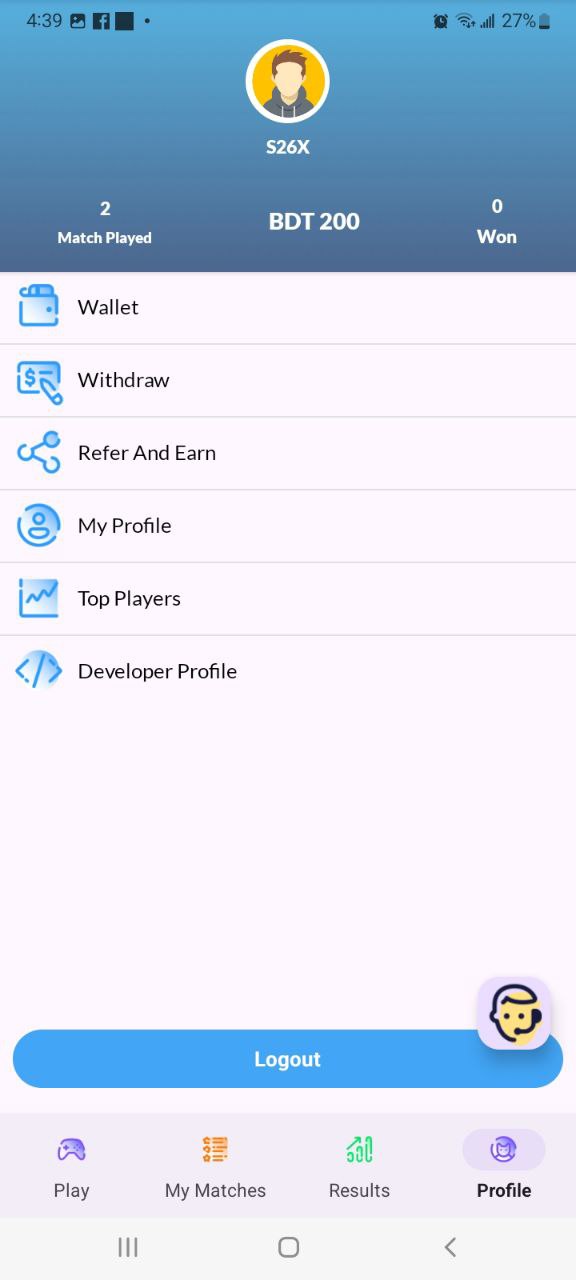 4:39
27%
S26X
2
Match Played
BDT 200
0
Won
Wallet
Withdraw
Refer And Earn
My Profile
Top Players
Developer Profile
Logout
Play
My Matches
Results
Profile